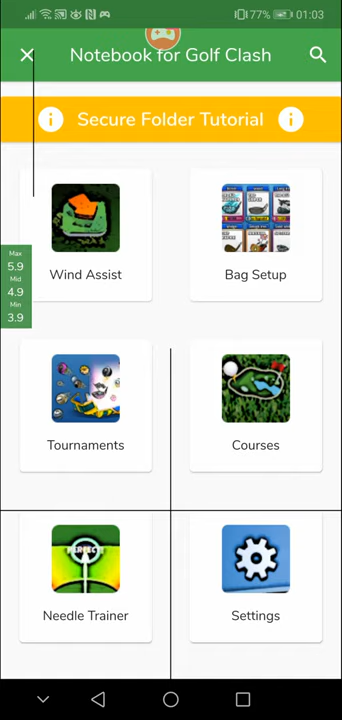 77% 01:03
Notebook for Golf Clash
Secure Folder Tutorial
Wind Assist
Bag Setup
Max
5.9
Mid
4.9
Min
3.9
Tournaments
Courses
PERFECT!
Needle Trainer
Settings